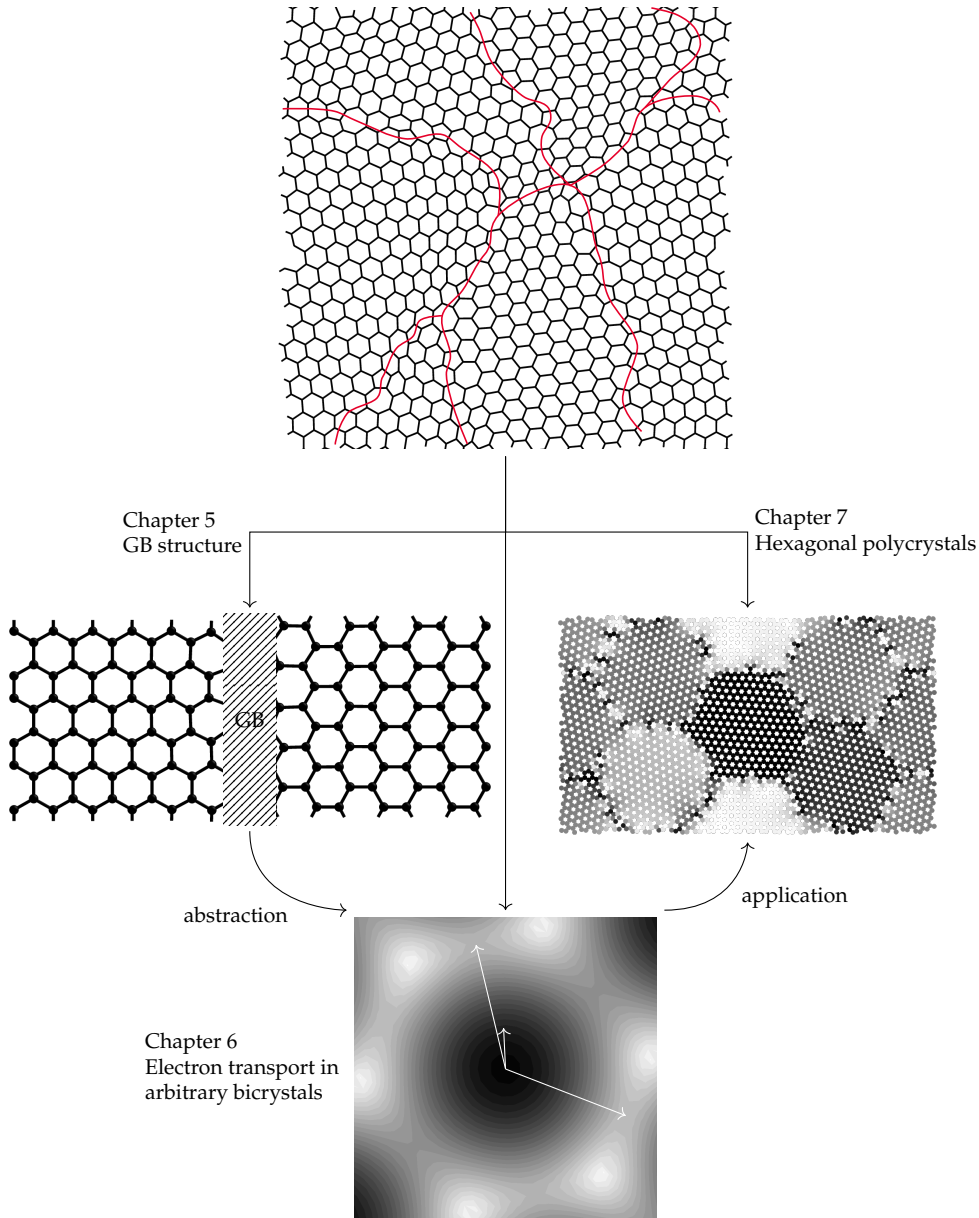 Chapter 5
GB structure
Chapter 7
Hexagonal polycrystals
GB
abstraction
application
Chapter 6
Electron transport in
arbitrary bicrystals